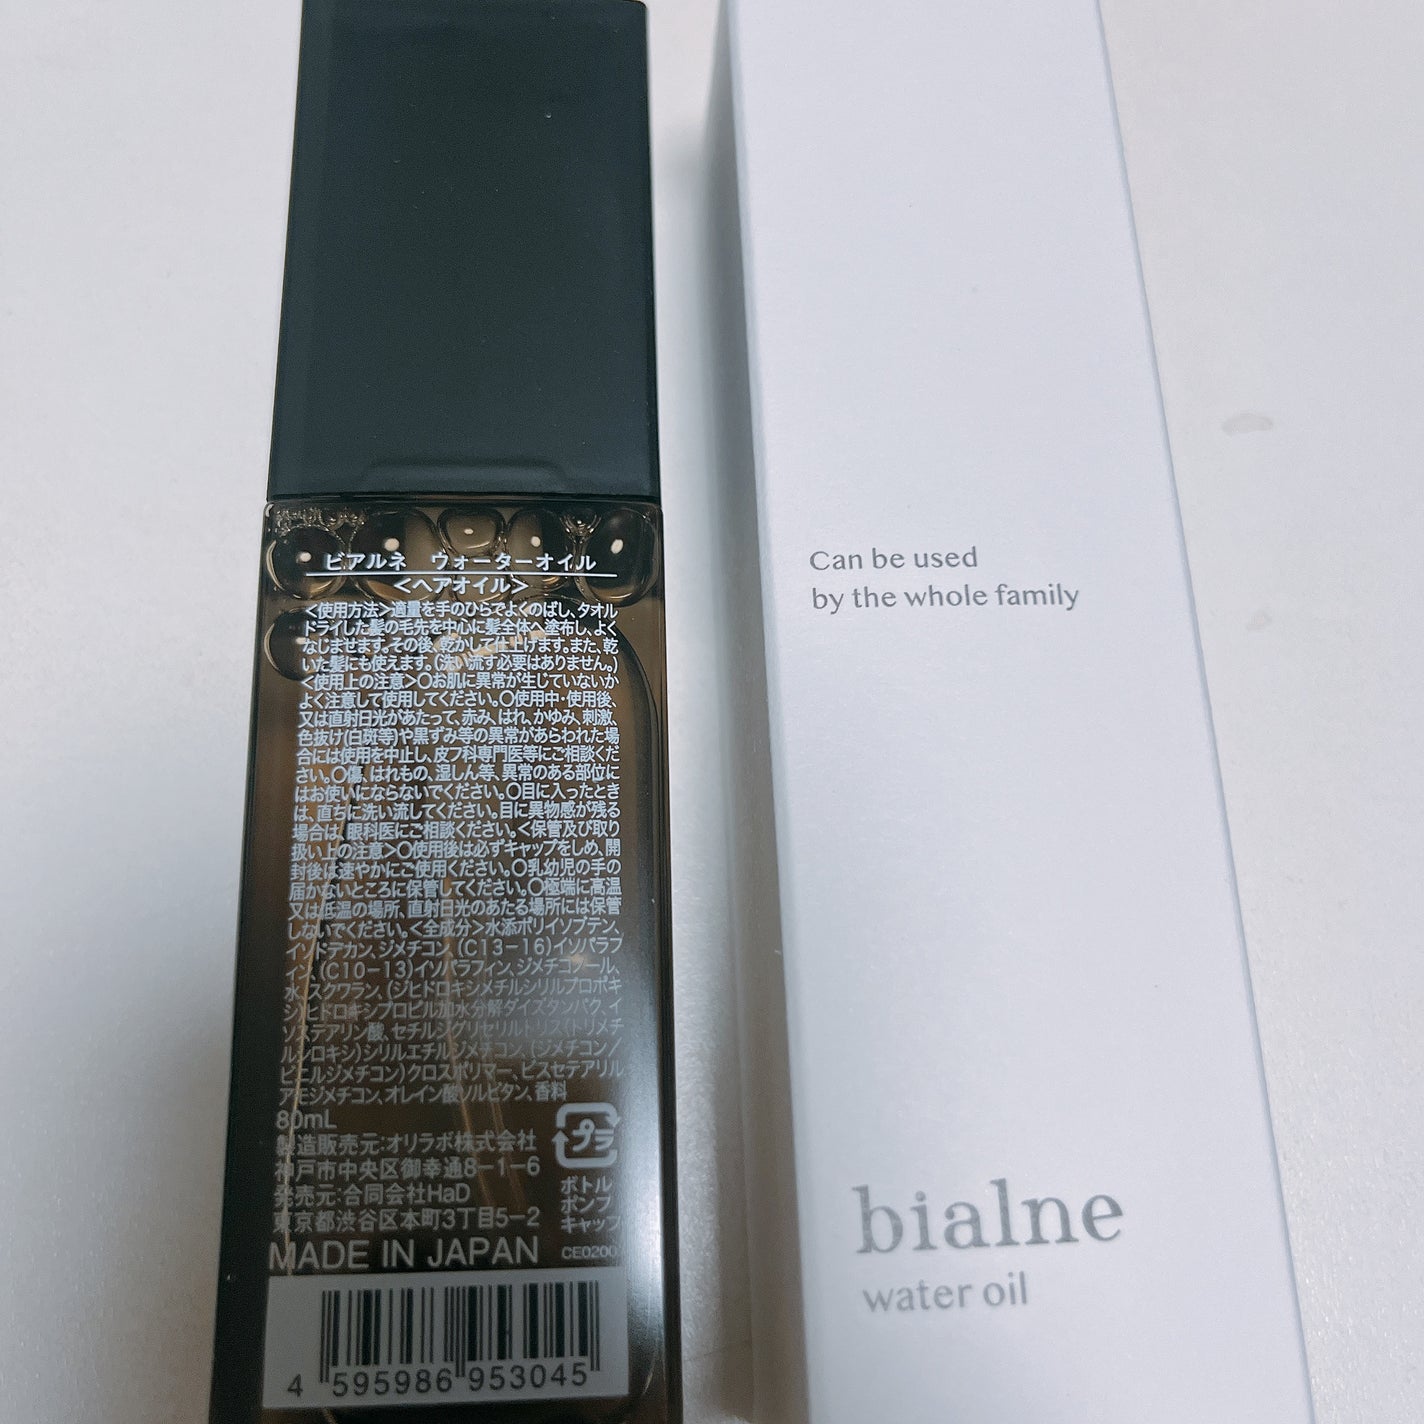 ビアルネ ウォーターオイル
<ヘアオイル>
<使用方法>適量を手のひらでよくのばし、タオル
ドライした髪の毛先を中心に髪全体へ塗布し、よく
なじませます。その後、乾かして仕上げます。また、乾
いた髪にも使えます。(洗い流す必要はありません。)
<使用上の注意>〇お肌に異常が生じていないか
よく注意して使用してください。〇使用中・使用後、
又は直射日光があたって、赤み、はれ、かゆみ、刺激、
色抜け(白斑等)や黒ずみ等の異常があらわれた場
合には使用を中止し、皮フ科専門医等にご相談くだ
さい。〇傷、はれもの、湿しん等、異常のある部位に
はお使いにならないでください。〇目に入ったとき
は、直ちに洗い流してください。目に異物感が残る
場合は、眼科医にご相談ください。<保管及び取り
扱い上の注意>〇使用後は必ずキャップをしめ、開
封後は速やかにご使用ください。〇乳幼児の手の
届かないところに保管してください。〇極端に高温
又は低温の場所、直射日光のあたる場所には保管
しないでください。<全成分>水添ポリイソブテン、
イソドデカン、ジメチコン、(C13-16)イソパラフ
ィン、(C10-13)イソパラフィン、ジメチコノール、
水、スクワラン、(ジヒドロキシメチルシリルプロポキ
シ)ヒドロキシプロピル加水分解ダイズタンパク、イ
ソステアリン酸、セチルジグリセリルトリス(トリメチ
ルシロキシ)シリルエチルジメチコン、(ジメチコン/
ビニルジメチコン)クロスポリマー、ビスセテアリル
アモジメチコン、オレイン酸ソルビタン、香料
80mL
製造販売元:オリラボ株式会社
神戸市中央区御幸通8-1-6
発売元:合同会社HaD
東京都渋谷区本町3丁目5-2
MADE IN JAPAN
プラ
ボトル
ポンプ
キャップ
CE0200
4 595986 953045
Can be used
by the whole family
bialne
water oil